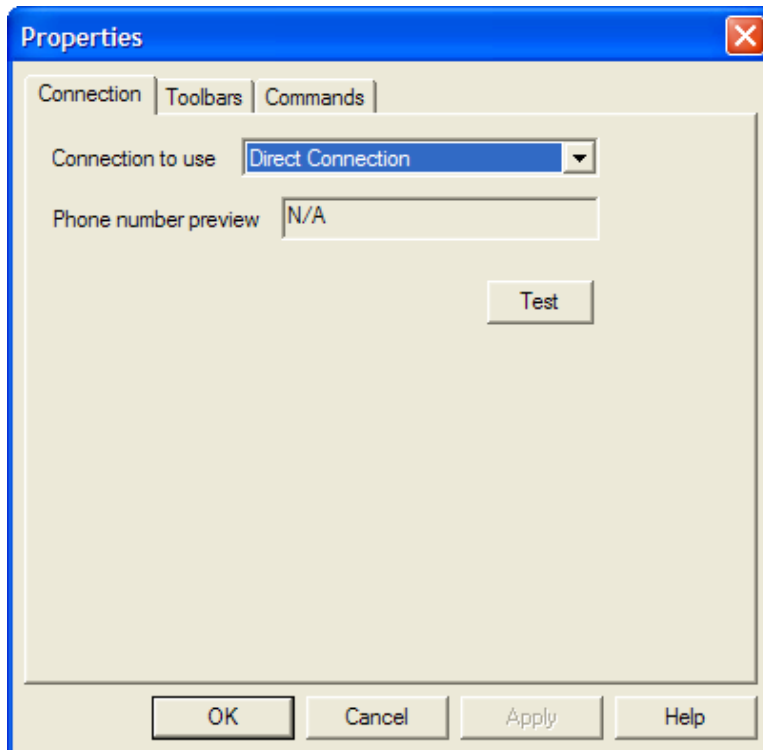 Properties
Connection Toolbars Commands
Connection to use Direct Connection
Phone number preview N/A
Test
OK Cancel Apply Help